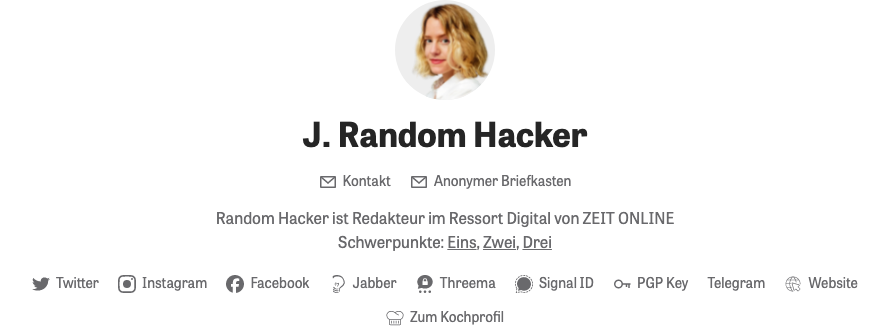 J. Random Hacker
Kontakt Anonymer Briefkasten
Random Hacker ist Redakteur im Ressort Digital von ZEIT ONLINE
Schwerpunkte: Eins, Zwei, Drei
Twitter Instagram Facebook Jabber Threema Signal ID PGP Key Telegram Website
Zum Kochprofil